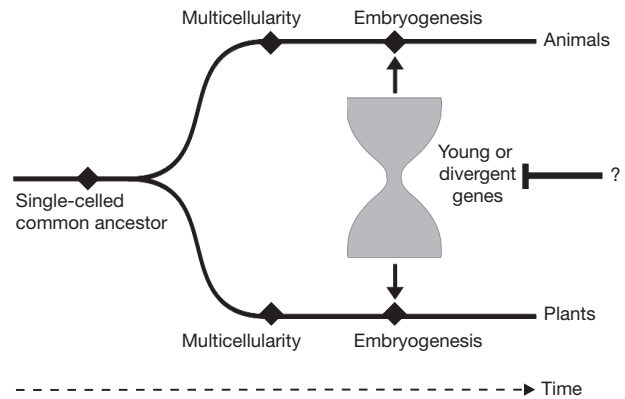 Multicellularity
Embryogenesis
Animals
Young or
divergent
genes
?
Single-celled
common ancestor
Plants
Multicellularity
Embryogenesis
Time